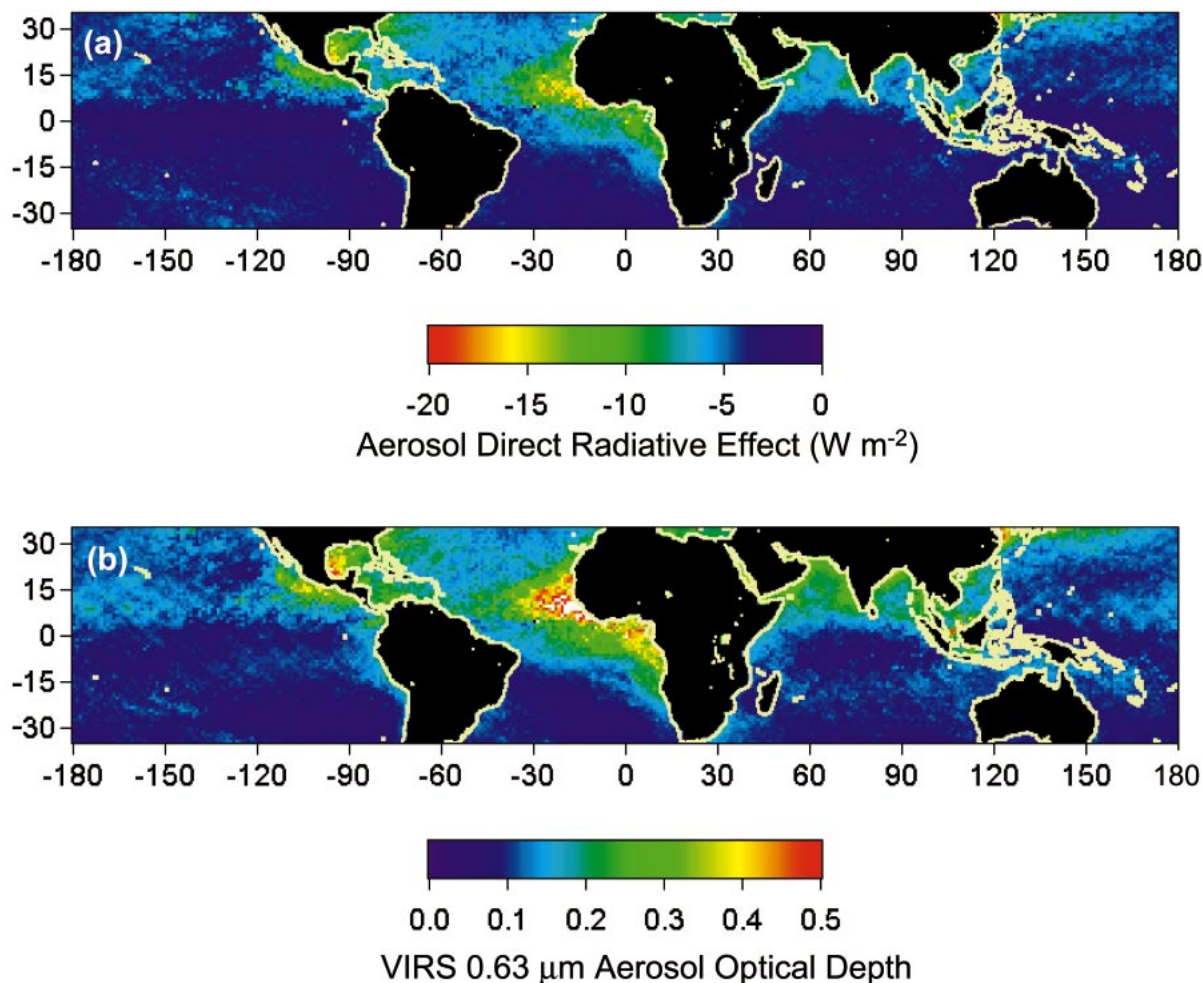 (a)
30
15
0
-15
-30
-180 -150 -120 -90 -60 -30 0 30 60 90 120 150 180
-20 -15 -10 -5 0
Aerosol Direct Radiative Effect (W m-2)
(b)
30
15
0
-15
-30
-180 -150 -120 -90 -60 -30 0 30 60 90 120 150 180
0.0 0.1 0.2 0.3 0.4 0.5
VIRS 0.63 μm Aerosol Optical Depth